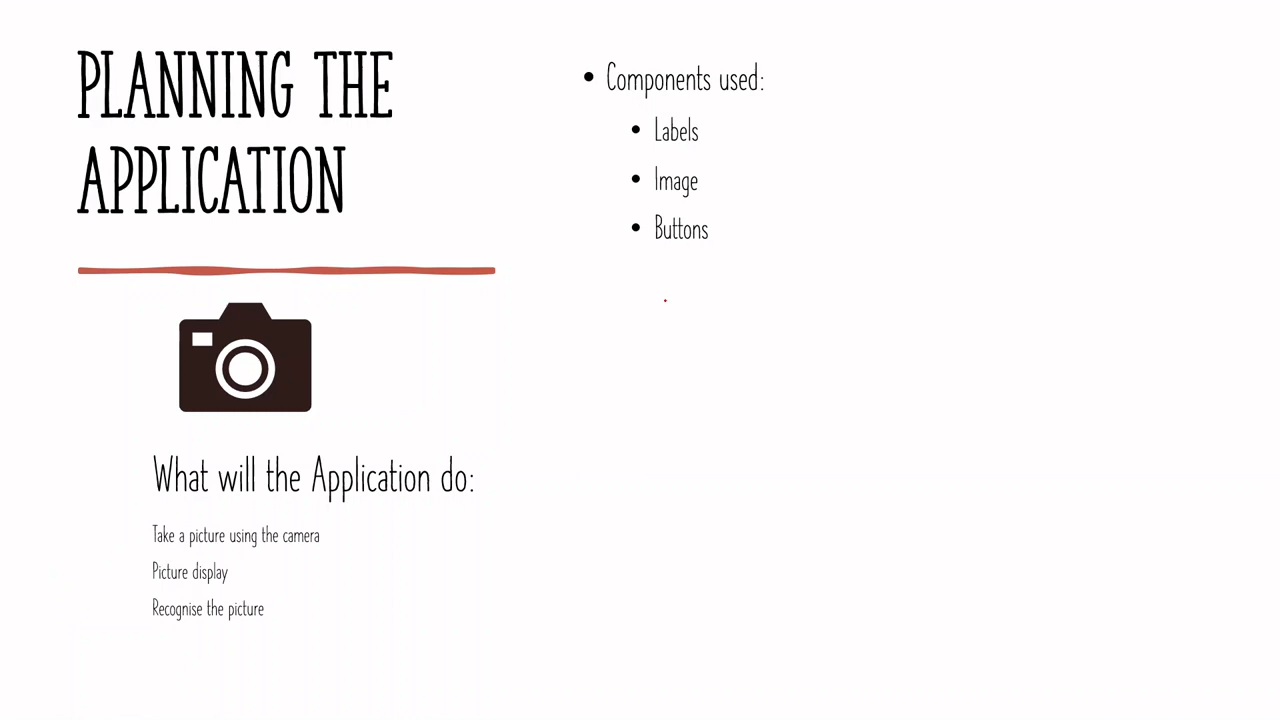 PLANNING THE
APPLICATION
What will the Application do:
Take a picture using the camera
Picture display
Recognise the picture
• Components used:
• Labels
• Image
• Buttons